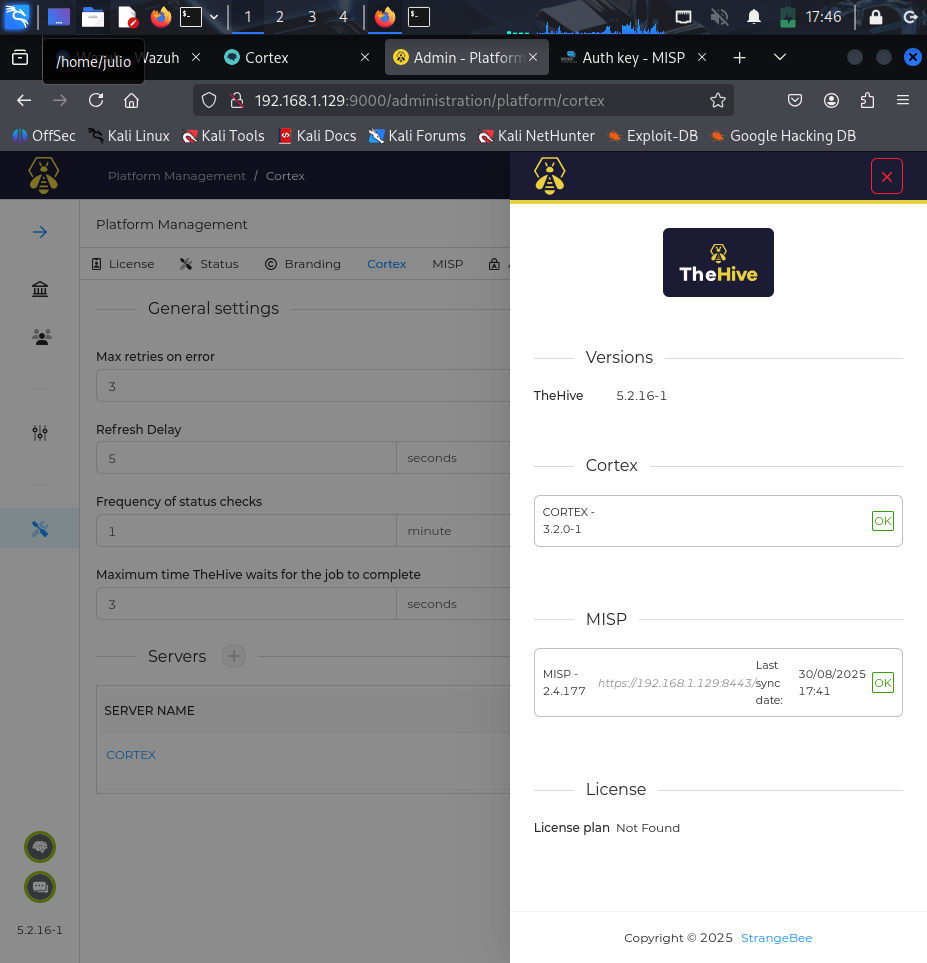 1
2
3
4
17:46
Wazuh
/home/julio
Cortex
Admin - Platform
Auth key - MISP
192.168.1.129:9000/administration/platform/cortex
OffSec
Kali Linux
Kali Tools
Kali Docs
Kali Forums
Kali NetHunter
Exploit-DB
Google Hacking DB
Platform Management / Cortex
Platform Management
License
Status
Branding
Cortex
MISP
General settings
Max retries on error
3
Refresh Delay
5 seconds
Frequency of status checks
1 minute
Maximum time TheHive waits for the job to complete
3 seconds
Servers
SERVER NAME
CORTEX
5.2.16-1
TheHive
Versions
TheHive 5.2.16-1
Cortex
CORTEX -
3.2.0-1
OK
MISP
MISP -
2.4.177
https://192.168.1.129:8443/
Last
sync
date:
30/08/2025
17:41
OK
License
License plan Not Found
Copyright © 2025 StrangeBee